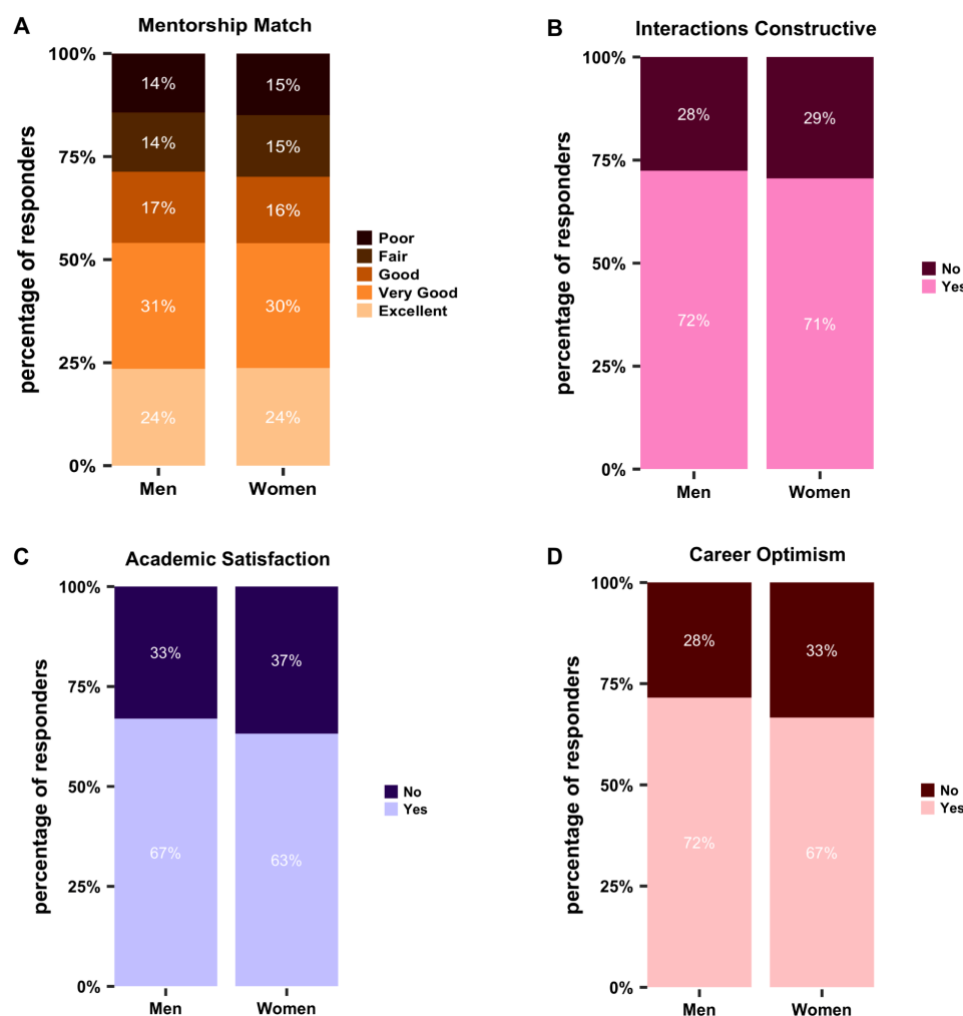 A
Mentorship Match
percentage of responders
100%
75%
50%
25%
0%
14%
14%
17%
31%
24%
15%
15%
16%
30%
24%
Men
Women
Poor
Fair
Good
Very Good
Excellent
B
Interactions Constructive
percentage of responders
100%
75%
50%
25%
0%
28%
72%
29%
71%
Men
Women
No
Yes
C
Academic Satisfaction
percentage of responders
100%
75%
50%
25%
0%
33%
67%
37%
63%
Men
Women
No
Yes
D
Career Optimism
percentage of responders
100%
75%
50%
25%
0%
28%
72%
33%
67%
Men
Women
No
Yes